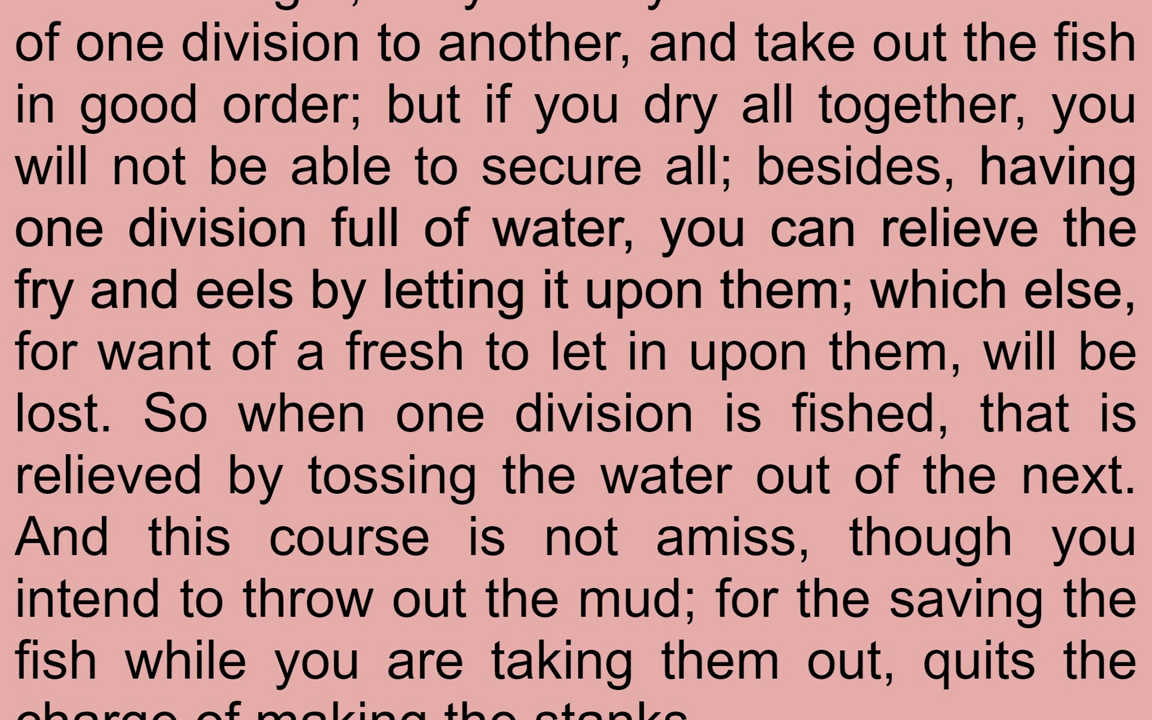 of one division to another, and take out the fish
in good order; but if you dry all together, you
will not be able to secure all; besides, having
one division full of water, you can relieve the
fry and eels by letting it upon them; which else,
for want of a fresh to let in upon them, will be
lost. So when one division is fished, that is
relieved by tossing the water out of the next.
And this course is not amiss, though you
intend to throw out the mud; for the saving the
fish while you are taking them out, quits the
charge of making the stanks.